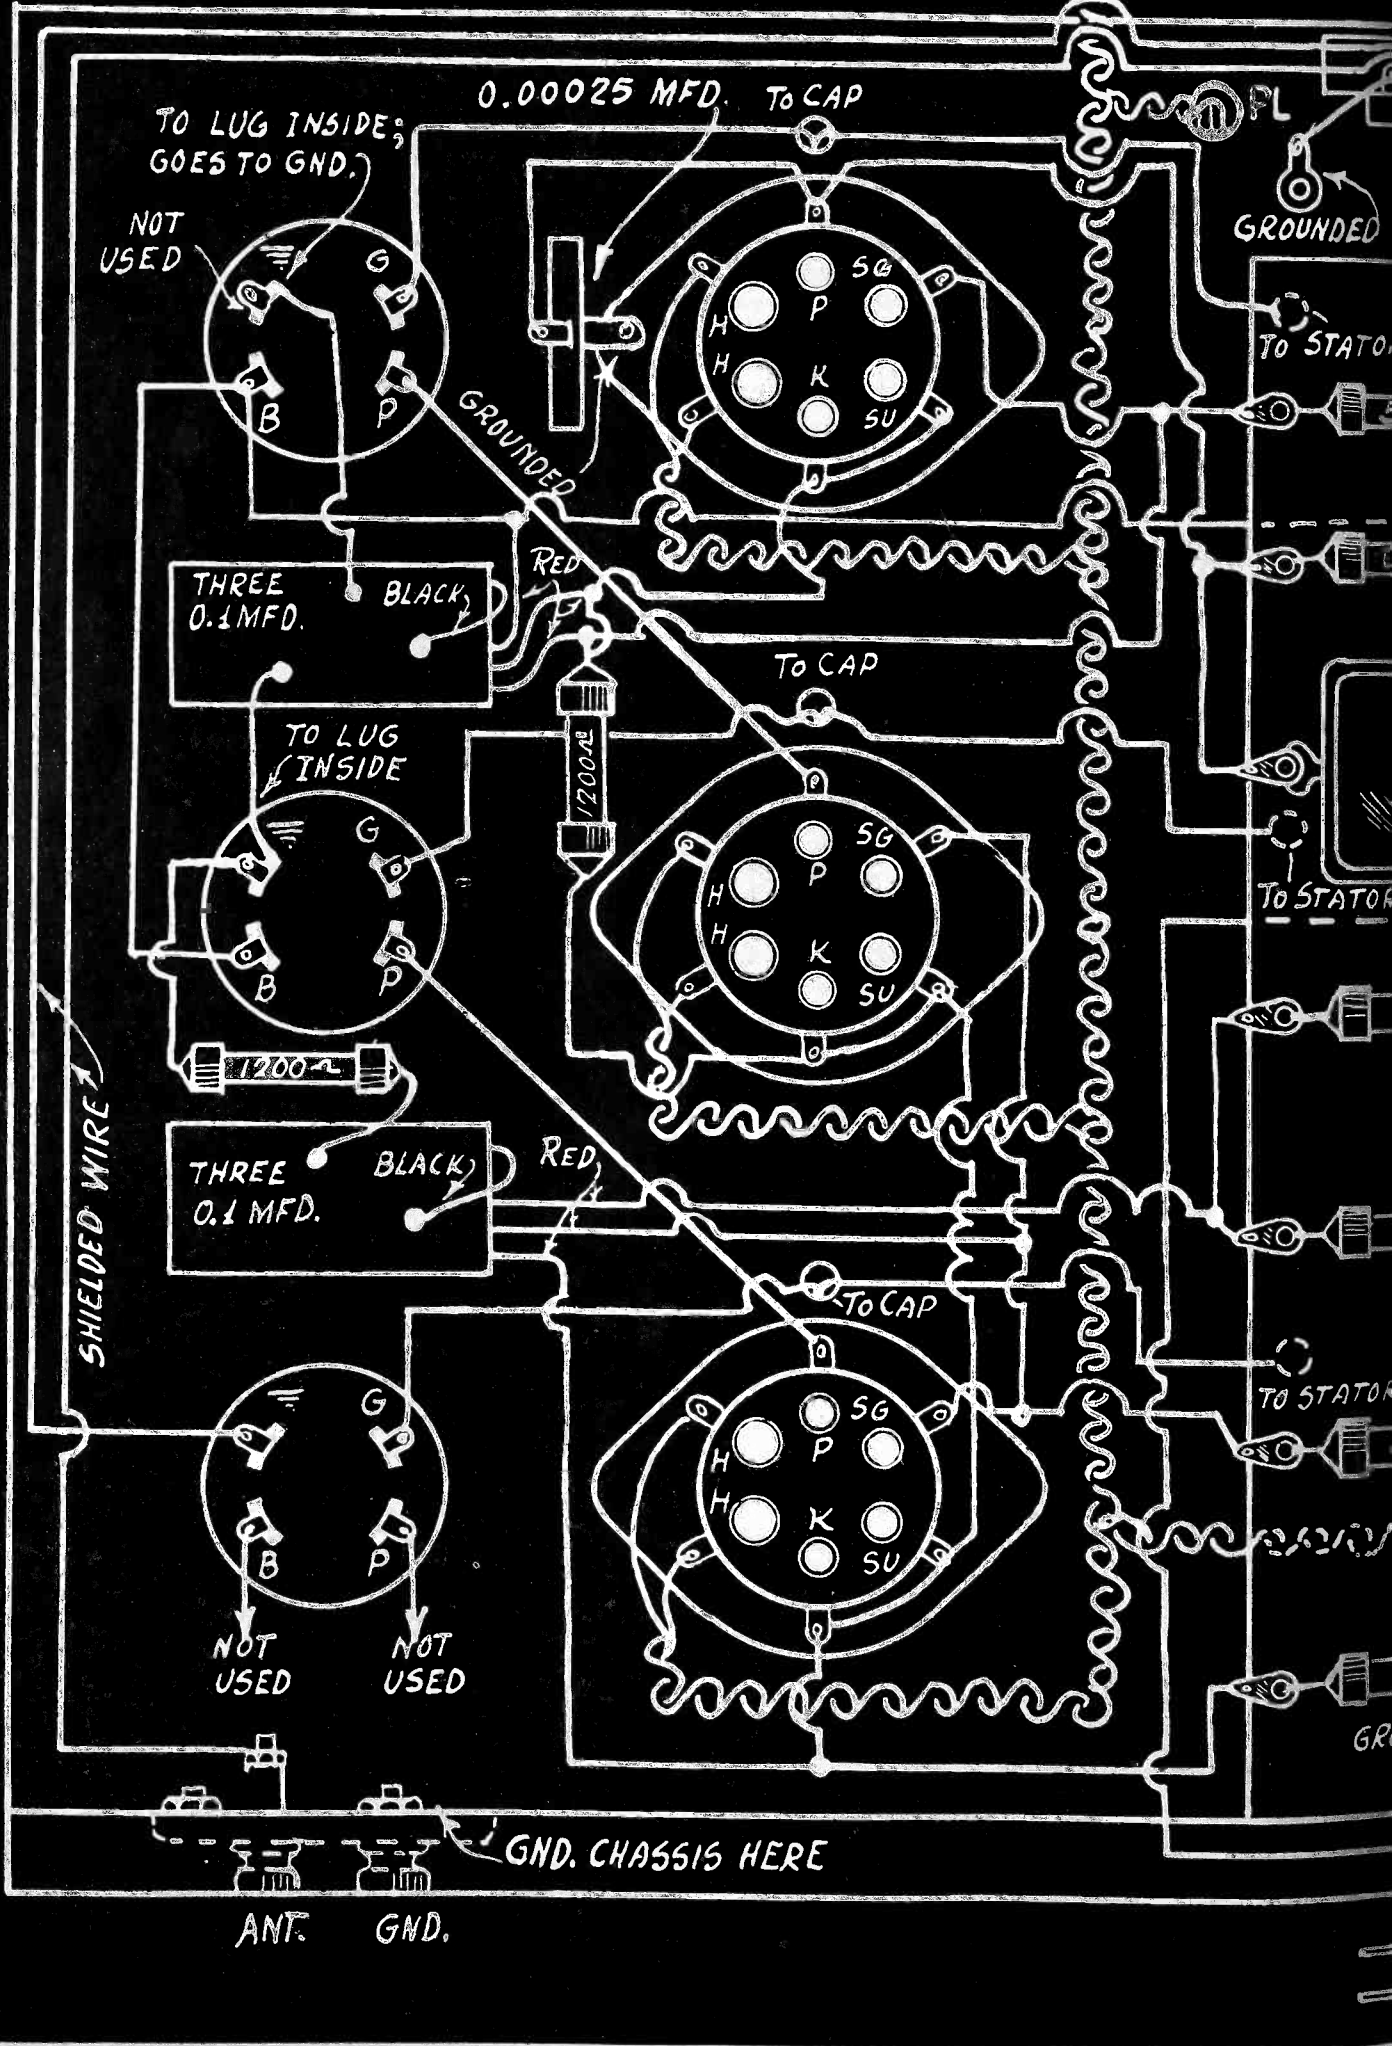 0.00025 MFD.
TO CAP
PL
TO LUG INSIDE;
GOES TO GND.
NOT
USED
GROUNDED
G
SG
P
H
H
K
SU
B
P
TO STATO
GROUNDED
THREE
0.1 MFD.
BLACK
RED
TO CAP
TO LUG
INSIDE
1200Ω
G
SG
P
H
H
K
SU
B
P
TO STATOR
1200Ω
SHIELDED WIRE
THREE
0.1 MFD.
BLACK
RED
TO CAP
G
SG
P
H
H
K
SU
B
P
TO STATOR
NOT
USED
NOT
USED
GR
GND. CHASSIS HERE
ANT.
GND.